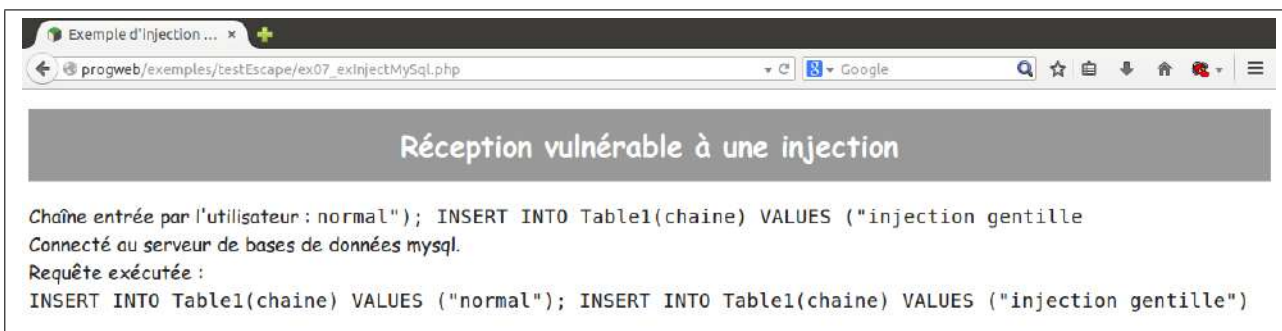 Exemple d'injection ... ×
progweb/exemples/testEscape/ex07_exInjectMySql.php
Google
Réception vulnérable à une injection
Chaîne entrée par l'utilisateur : normal"); INSERT INTO Table1(chaine) VALUES ("injection gentille
Connecté au serveur de bases de données mysql.
Requête exécutée :
INSERT INTO Table1(chaine) VALUES ("normal"); INSERT INTO Table1(chaine) VALUES ("injection gentille")